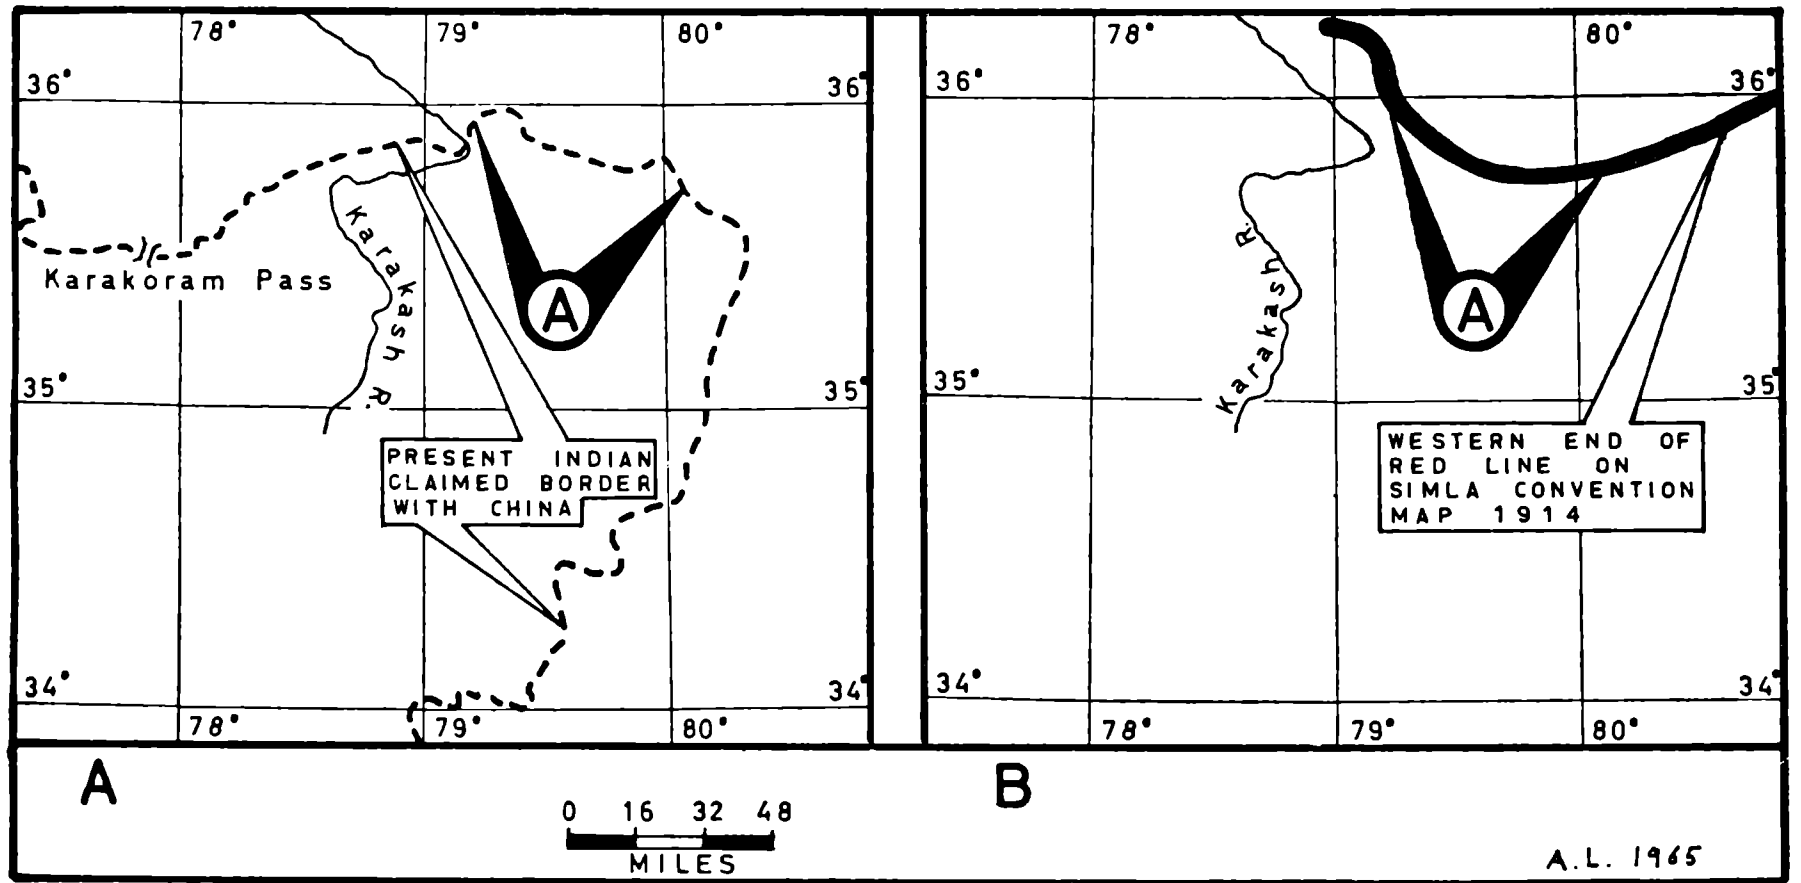 78° 79° 80°
36° 36°
Karakoram Pass
Karakash R.
A
35° 35°
PRESENT INDIAN
CLAIMED BORDER
WITH CHINA
34° 34°
78° 79° 80°
A
78° 79° 80°
36° 36°
Karakash R.
A
35° 35°
WESTERN END OF
RED LINE ON
SIMLA CONVENTION
MAP 1914
34° 34°
78° 79° 80°
B
0 16 32 48
MILES
A.L. 1965